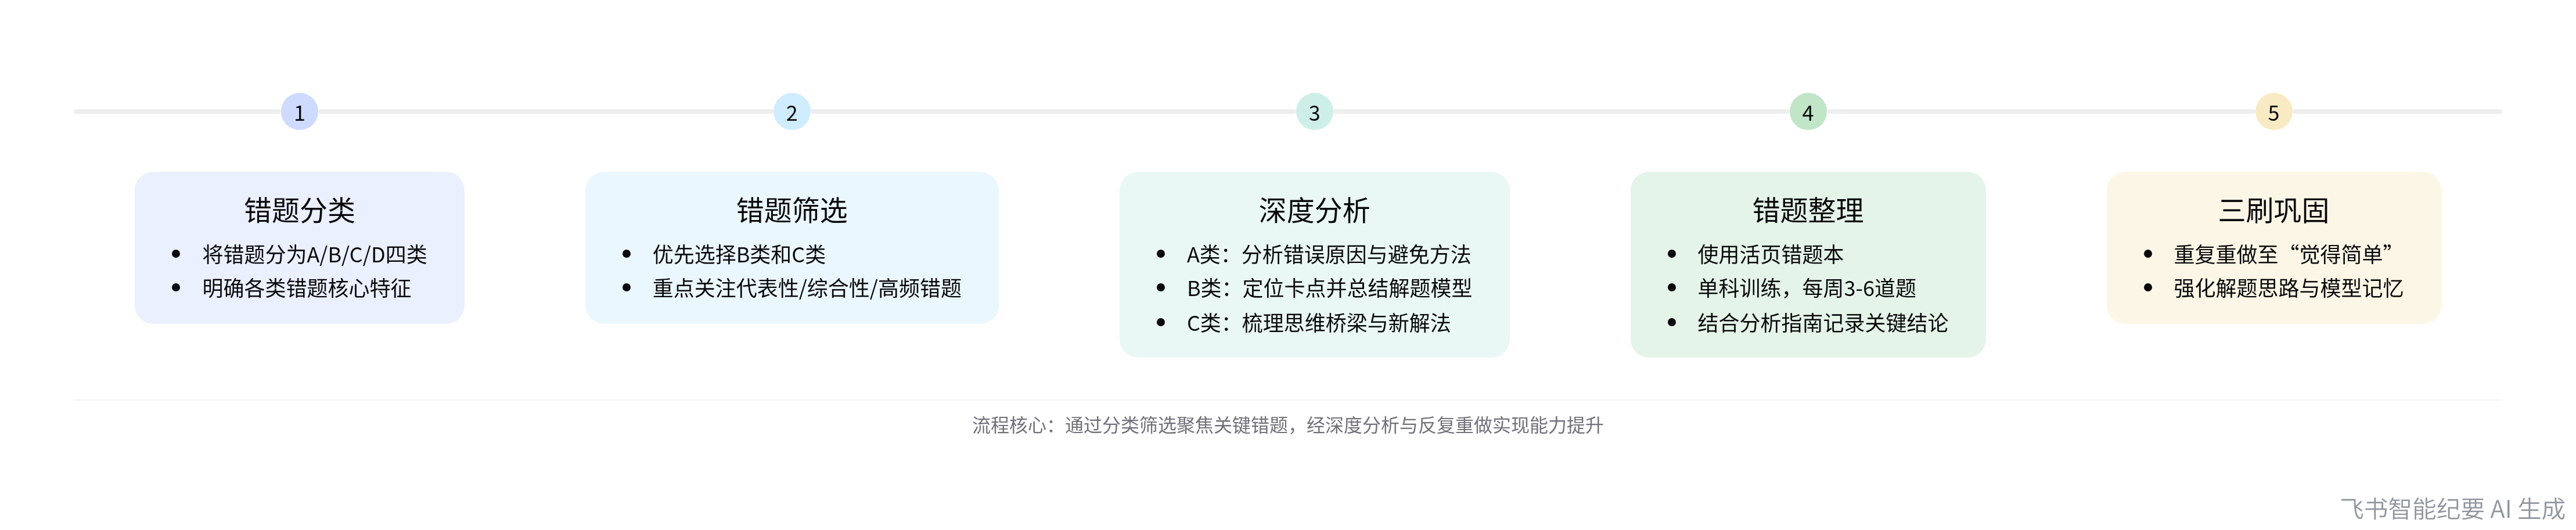 1
2
3
4
5
错题分类
• 将错题分为A/B/C/D四类
• 明确各类错题核心特征
错题筛选
• 优先选择B类和C类
• 重点关注代表性/综合性/高频错题
深度分析
• A类：分析错误原因与避免方法
• B类：定位卡点并总结解题模型
• C类：梳理思维桥梁与新解法
错题整理
• 使用活页错题本
• 单科训练，每周3-6道题
• 结合分析指南记录关键结论
三刷巩固
• 重复重做至“觉得简单”
• 强化解题思路与模型记忆
流程核心：通过分类筛选聚焦关键错题，经深度分析与反复重做实现能力提升
飞书智能纪要 AI 生成